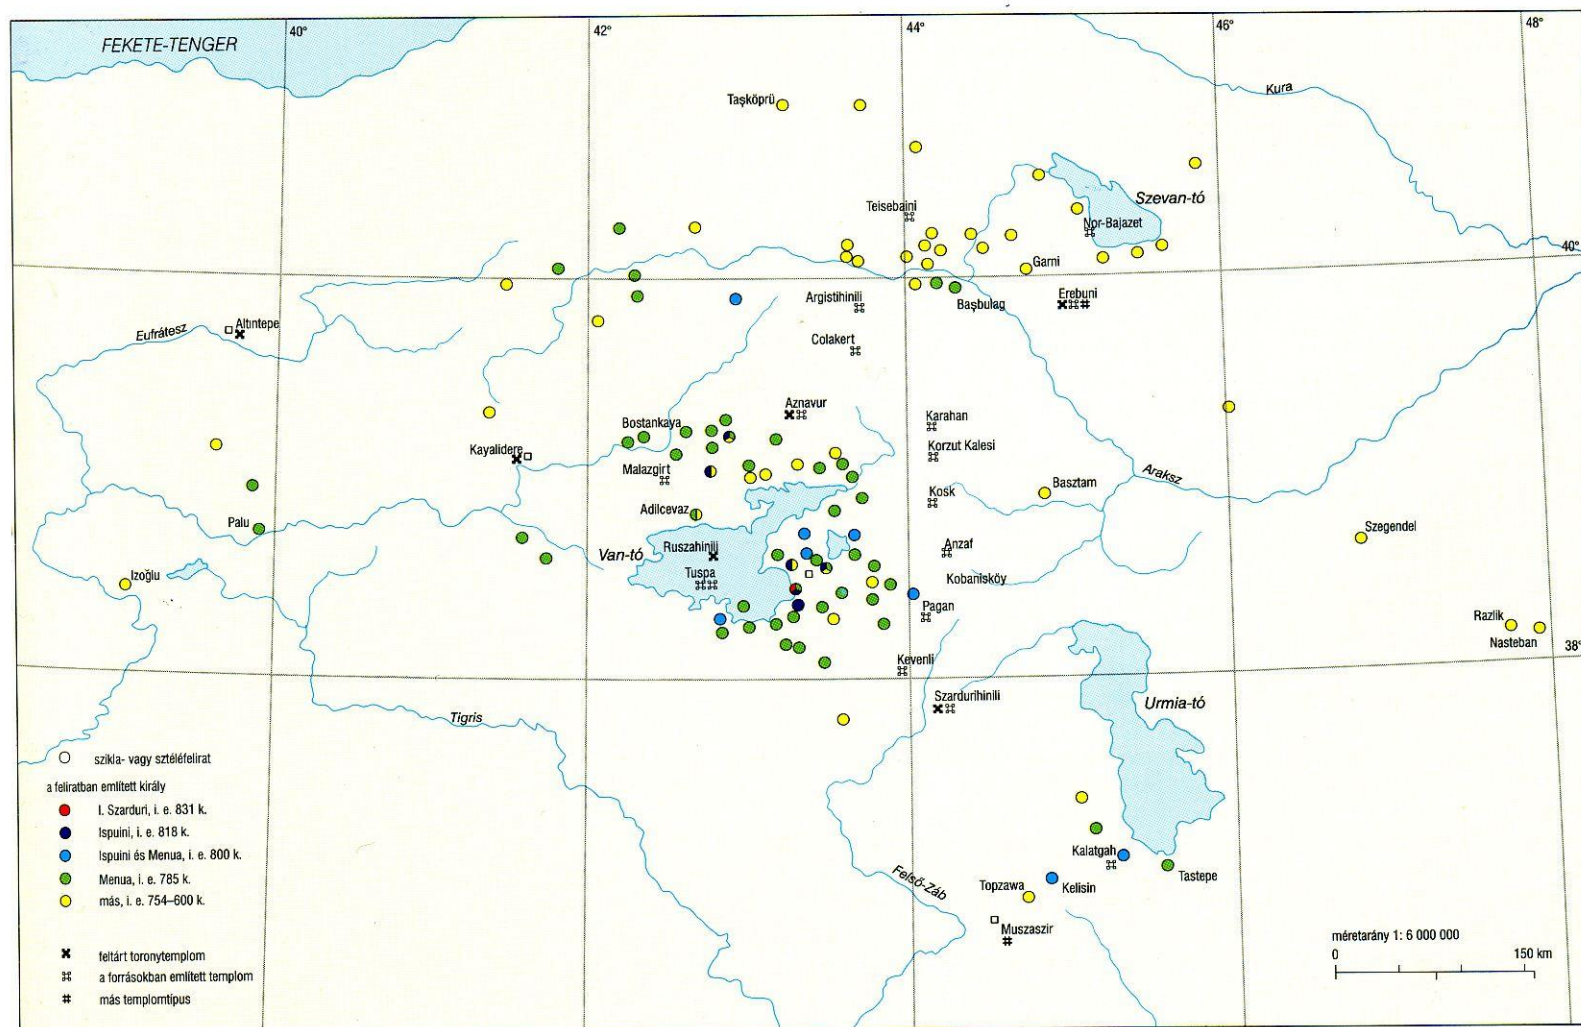 40°
42°
44°
46°
48°
FEKETE-TENGER
Kura
Taşköprü
Szevan-tó
Teisebaini
Nor-Bajazet
40°
Garni
Argistihinili
Başbulag
Erebuni
Eufrátesz
Altıntepe
Colakert
Aznavur
Karahan
Bostankaya
Korzut Kalesi
Kayalidere
Malazgirt
Araksz
Basztam
Kosk
Adilcevaz
Palu
Szegendel
Van-tó
Ruszahinili
Anzaf
Izoğlu
Tuspa
Kobanisköy
Pagan
Razlik
Nasteban
38°
Kevenli
Szardurihinili
Urmia-tó
Tigris
szikla- vagy sztéléfelirat
a feliratban említett király
I. Szarduri, i. e. 831 k.
Ispuini, i. e. 818 k.
Ispuini és Menua, i. e. 800 k.
Menua, i. e. 785 k.
más, i. e. 754–600 k.
Kalatgah
Tastepe
Felső-Záb
Topzawa
Kelisin
Muszaszir
feltárt toronytemplom
a forrásokban említett templom
más templomtípus
méretarány 1: 6 000 000
0
150 km